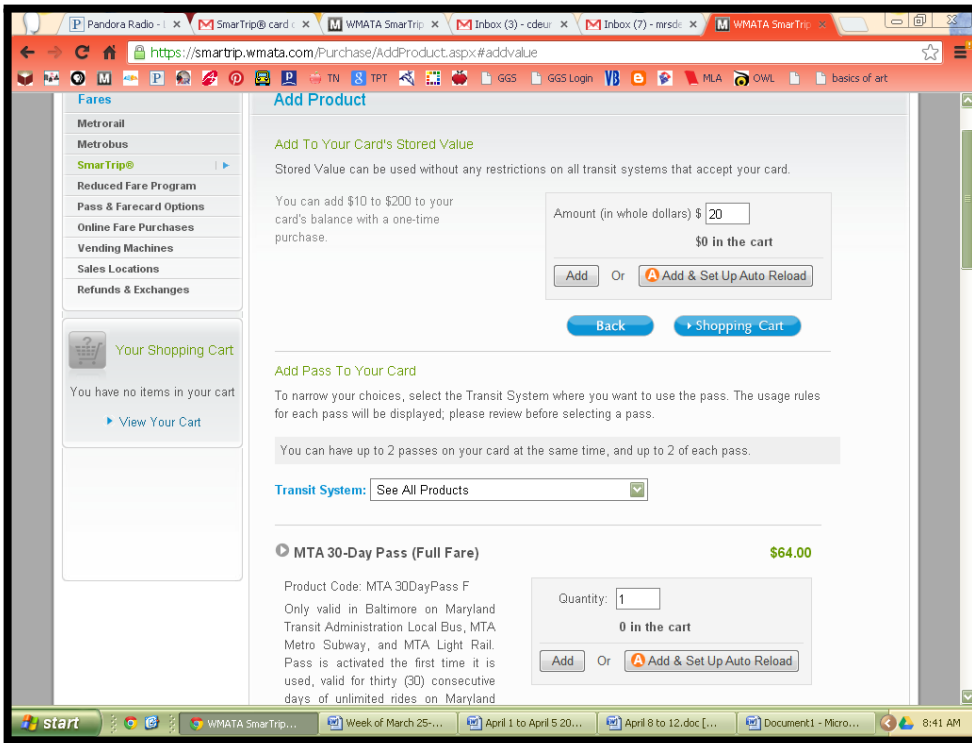 Pandora Radio - L
SmarTrip® card
WMATA SmarTrip
Inbox (3) - cdeur
Inbox (7) - mrsde
WMATA SmarTrip
https://smartrip.wmata.com/Purchase/AddProduct.aspx#addvalue
TN
TPT
GGS
GGS Login
VB
MLA
OWL
basics of art
Fares
Metrorail
Metrobus
SmarTrip®
Reduced Fare Program
Pass & Farecard Options
Online Fare Purchases
Vending Machines
Sales Locations
Refunds & Exchanges
Your Shopping Cart
You have no items in your cart
View Your Cart
Add Product
Add To Your Card's Stored Value
Stored Value can be used without any restrictions on all transit systems that accept your card.
You can add $10 to $200 to your
card's balance with a one-time
purchase.
Amount (in whole dollars) $ 20
$0 in the cart
Add Or Add & Set Up Auto Reload
Back Shopping Cart
Add Pass To Your Card
To narrow your choices, select the Transit System where you want to use the pass. The usage rules
for each pass will be displayed; please review before selecting a pass.
You can have up to 2 passes on your card at the same time, and up to 2 of each pass.
Transit System: See All Products
MTA 30-Day Pass (Full Fare) $64.00
Product Code: MTA 30DayPass F
Only valid in Baltimore on Maryland
Transit Administration Local Bus, MTA
Metro Subway, and MTA Light Rail.
Pass is activated the first time it is
used, valid for thirty (30) consecutive
days of unlimited rides on Maryland
Quantity: 1
0 in the cart
Add Or Add & Set Up Auto Reload
start
WMATA SmarTrip...
Week of March 25-...
April 1 to April 5 20...
April 8 to 12.doc [...
Document1 - Micro...
8:41 AM